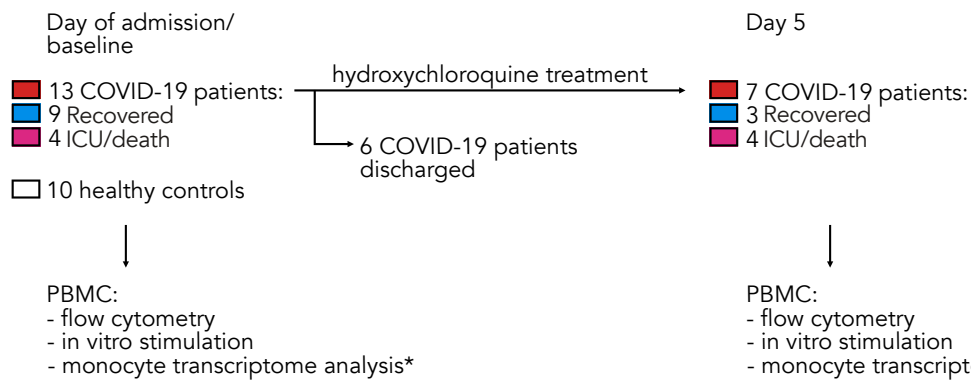 Day of admission/
baseline
13 COVID-19 patients:
9 Recovered
4 ICU/death
10 healthy controls
hydroxychloroquine treatment
6 COVID-19 patients
discharged
Day 5
7 COVID-19 patients:
3 Recovered
4 ICU/death
PBMC:
- flow cytometry
- in vitro stimulation
- monocyte transcriptome analysis*
PBMC:
- flow cytometry
- in vitro stimulation
- monocyte transcript